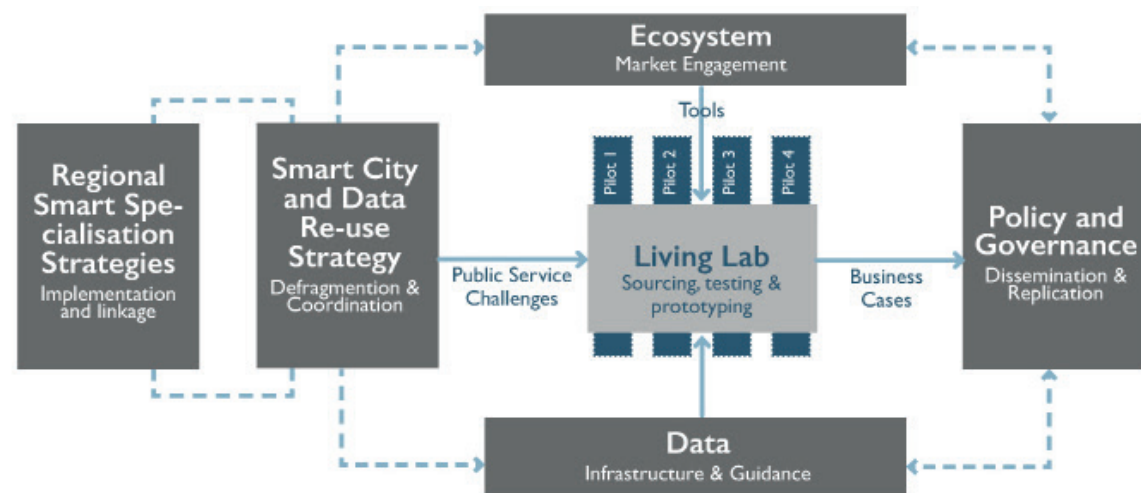 Ecosystem
Market Engagement
Tools
Regional
Smart Spe-
cialisation
Strategies
Implementation
and linkage
Smart City
and Data
Re-use
Strategy
Defragmention &
Coordination
Public Service
Challenges
Pilot 1
Pilot 2
Pilot 3
Pilot 4
Living Lab
Sourcing, testing &
prototyping
Business
Cases
Policy and
Governance
Dissemination &
Replication
Data
Infrastructure & Guidance